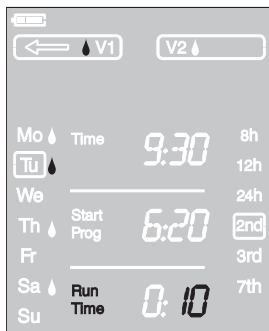 V1 V2
Mo Time 9:30 8h
Tu 12h
We 24h
Th Start Prog 6:20 2nd
Fr 3rd
Sa Run Time 0:10 7th
Su